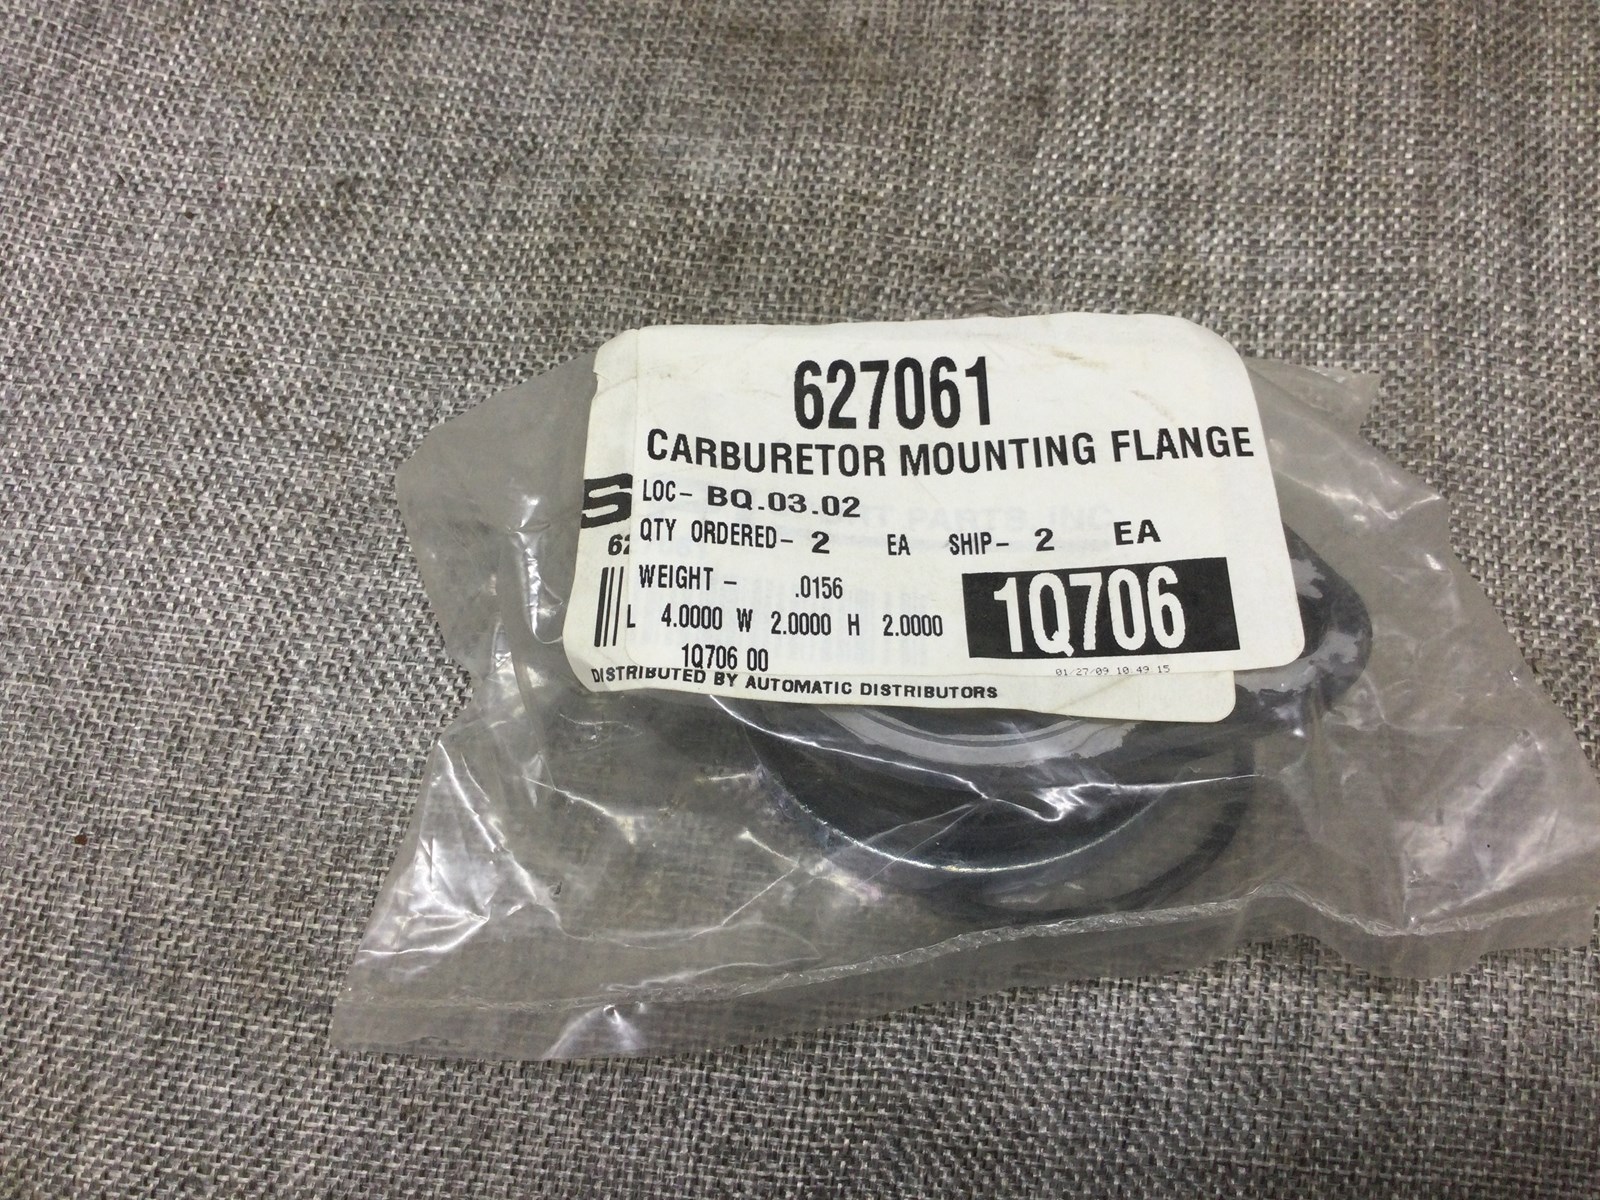 627061
CARBURETOR MOUNTING FLANGE
LOC- BQ.03.02
QTY ORDERED- 2 EA SHIP- 2 EA
WEIGHT - .0156
L 4.0000 W 2.0000 H 2.0000
1Q706
1Q706 00
01/27/09 10 49 15
S
62
DISTRIBUTED BY AUTOMATIC DISTRIBUTORS